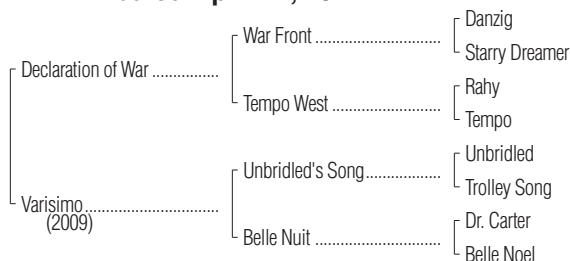 Declaration of War ................
War Front ..............................
Danzig
Starry Dreamer
Tempo West ..........................
Rahy
Tempo
Varisimo................................
(2009)
Unbridled's Song..................
Unbridled
Trolley Song
Belle Nuit .............................
Dr. Carter
Belle Noel